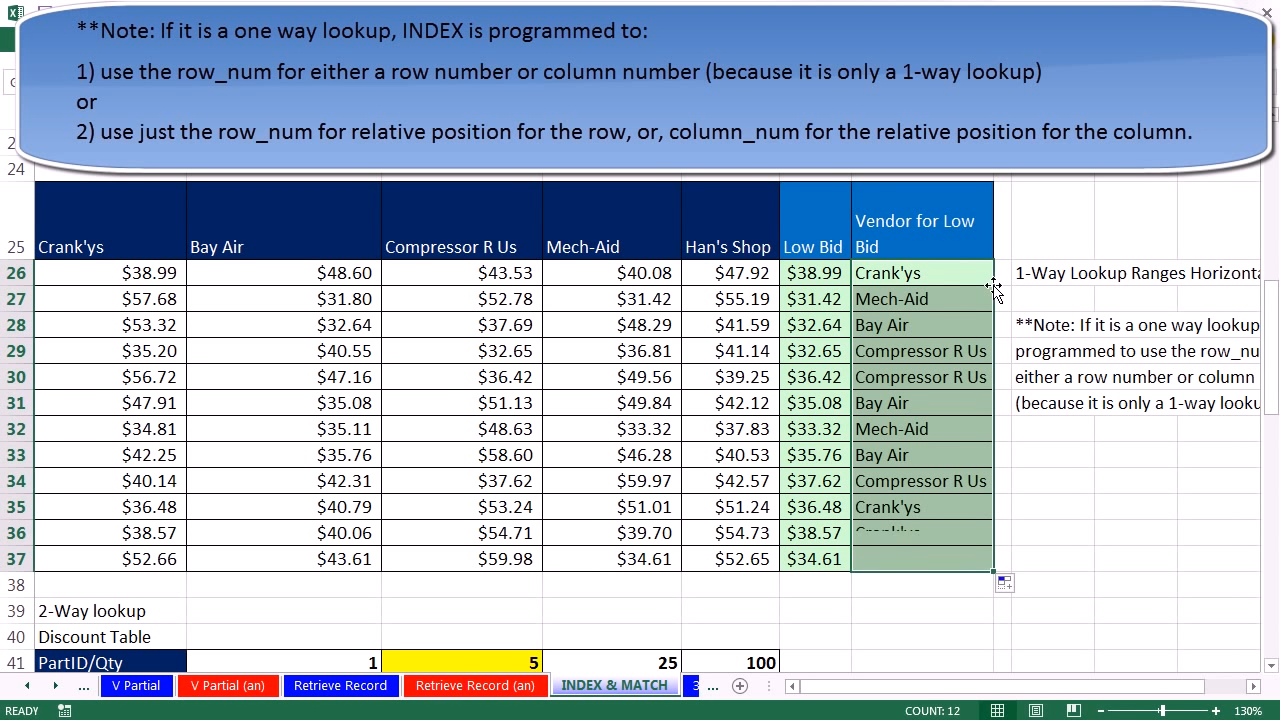 **Note: If it is a one way lookup, INDEX is programmed to:
1) use the row_num for either a row number or column number (because it is only a 1-way lookup)
or
2) use just the row_num for relative position for the row, or, column_num for the relative position for the column.
24
25 Crank'ys Bay Air Compressor R Us Mech-Aid Han's Shop Low Bid Vendor for Low Bid
26 $38.99 $48.60 $43.53 $40.08 $47.92 $38.99 Crank'ys 1-Way Lookup Ranges Horizonta
27 $57.68 $31.80 $52.78 $31.42 $55.19 $31.42 Mech-Aid
28 $53.32 $32.64 $37.69 $48.29 $41.59 $32.64 Bay Air **Note: If it is a one way lookup
29 $35.20 $40.55 $32.65 $36.81 $41.14 $32.65 Compressor R Us programmed to use the row_nu
30 $56.72 $47.16 $36.42 $49.56 $39.25 $36.42 Compressor R Us either a row number or column
31 $47.91 $35.08 $51.13 $49.84 $42.12 $35.08 Bay Air (because it is only a 1-way looku
32 $34.81 $35.11 $48.63 $33.32 $37.83 $33.32 Mech-Aid
33 $42.25 $35.76 $58.60 $46.28 $40.53 $35.76 Bay Air
34 $40.14 $42.31 $37.62 $59.97 $42.57 $37.62 Compressor R Us
35 $36.48 $40.79 $53.24 $51.01 $51.24 $36.48 Crank'ys
36 $38.57 $40.06 $54.71 $39.70 $54.73 $38.57 Crank'ys
37 $52.66 $43.61 $59.98 $34.61 $52.65 $34.61
38
39 2-Way lookup
40 Discount Table
41 PartID/Qty 1 5 25 100
... V Partial V Partial (an) Retrieve Record Retrieve Record (an) INDEX & MATCH 3 ...
READY COUNT: 12 130%